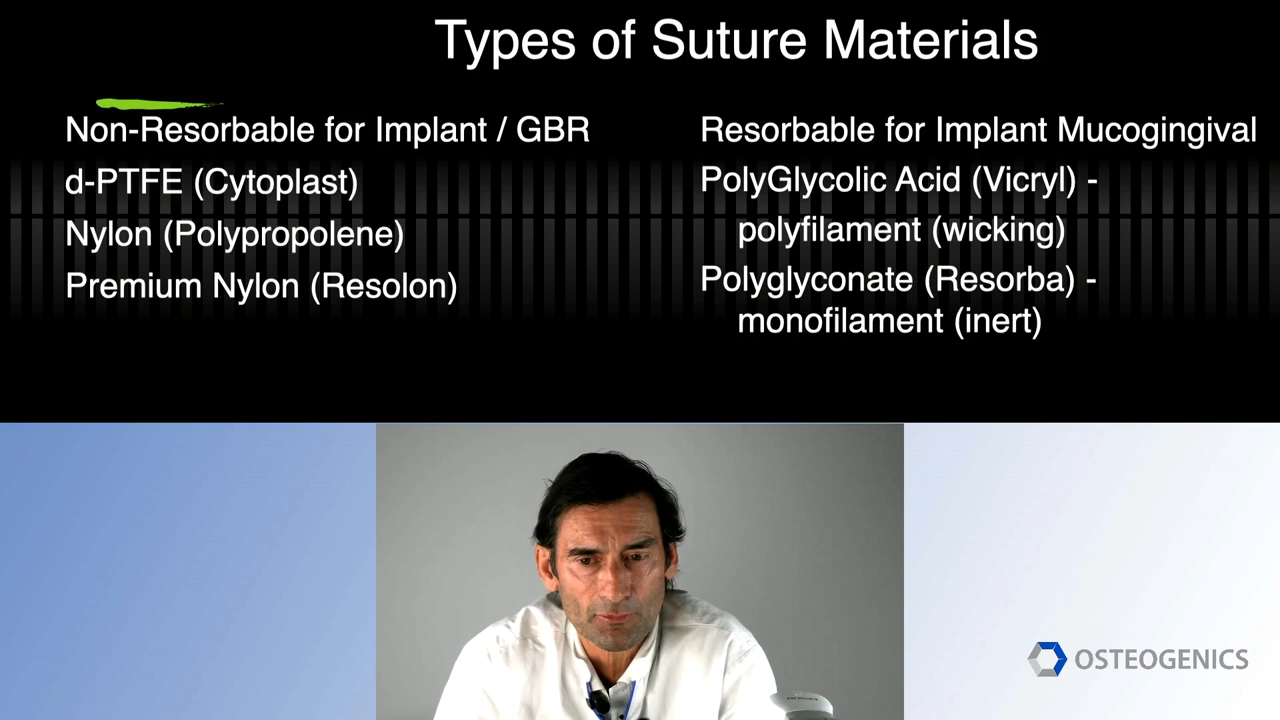 Types of Suture Materials
Non-Resorbable for Implant / GBR
d-PTFE (Cytoplast)
Nylon (Polypropolene)
Premium Nylon (Resolon)
Resorbable for Implant Mucogingival
PolyGlycolic Acid (Vicryl) -
polyfilament (wicking)
Polyglyconate (Resorba) -
monofilament (inert)
OSTEOGENICS